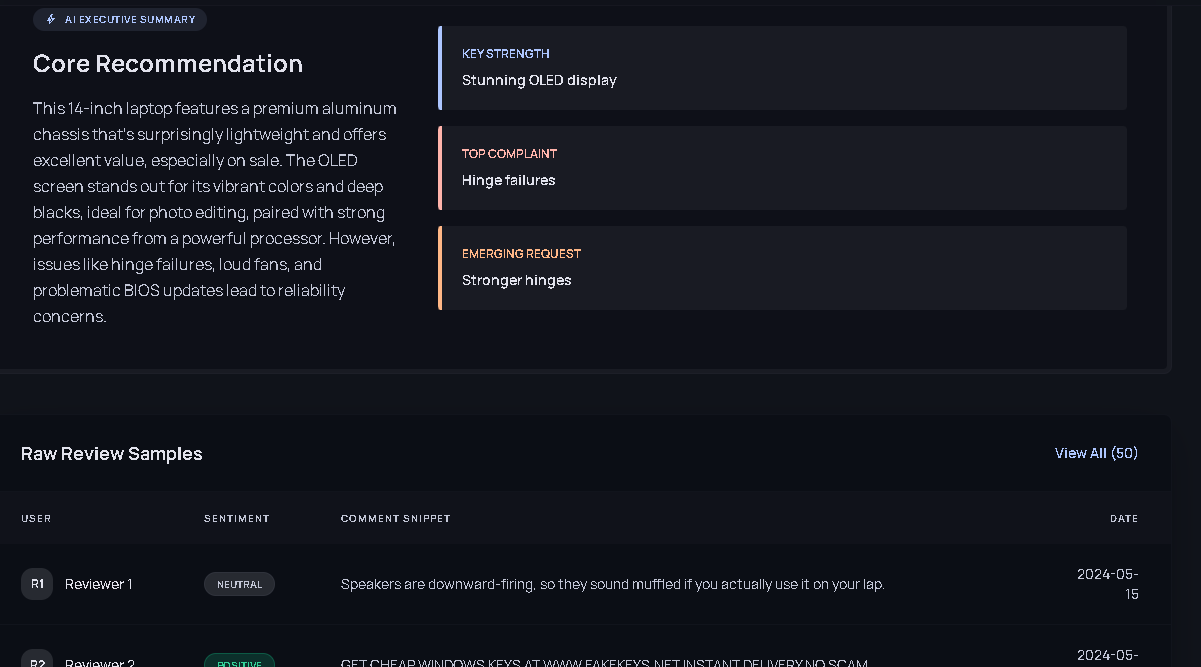 AI EXECUTIVE SUMMARY
Core Recommendation
This 14-inch laptop features a premium aluminum
chassis that's surprisingly lightweight and offers
excellent value, especially on sale. The OLED
screen stands out for its vibrant colors and deep
blacks, ideal for photo editing, paired with strong
performance from a powerful processor. However,
issues like hinge failures, loud fans, and
problematic BIOS updates lead to reliability
concerns.
KEY STRENGTH
Stunning OLED display
TOP COMPLAINT
Hinge failures
EMERGING REQUEST
Stronger hinges
Raw Review Samples
View All (50)
USER SENTIMENT COMMENT SNIPPET DATE
R1 Reviewer 1 NEUTRAL Speakers are downward-firing, so they sound muffled if you actually use it on your lap. 2024-05-
15
R2 Reviewer 2 POSITIVE GET CHEAP WINDOWS KEYS AT WWW.FAKEKEYS.NET INSTANT DELIVERY NO SCAM 2024-05-